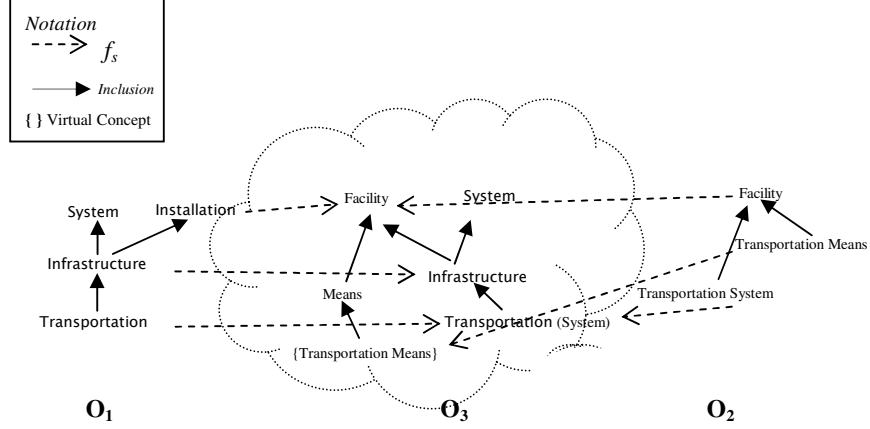 Notation
fs
Inclusion
{ } Virtual Concept
System
Installation
Infrastructure
Transportation
Facility
System
Infrastructure
Means
Transportation (System)
{Transportation Means}
Facility
Transportation Means
Transportation System
O1
O3
O2